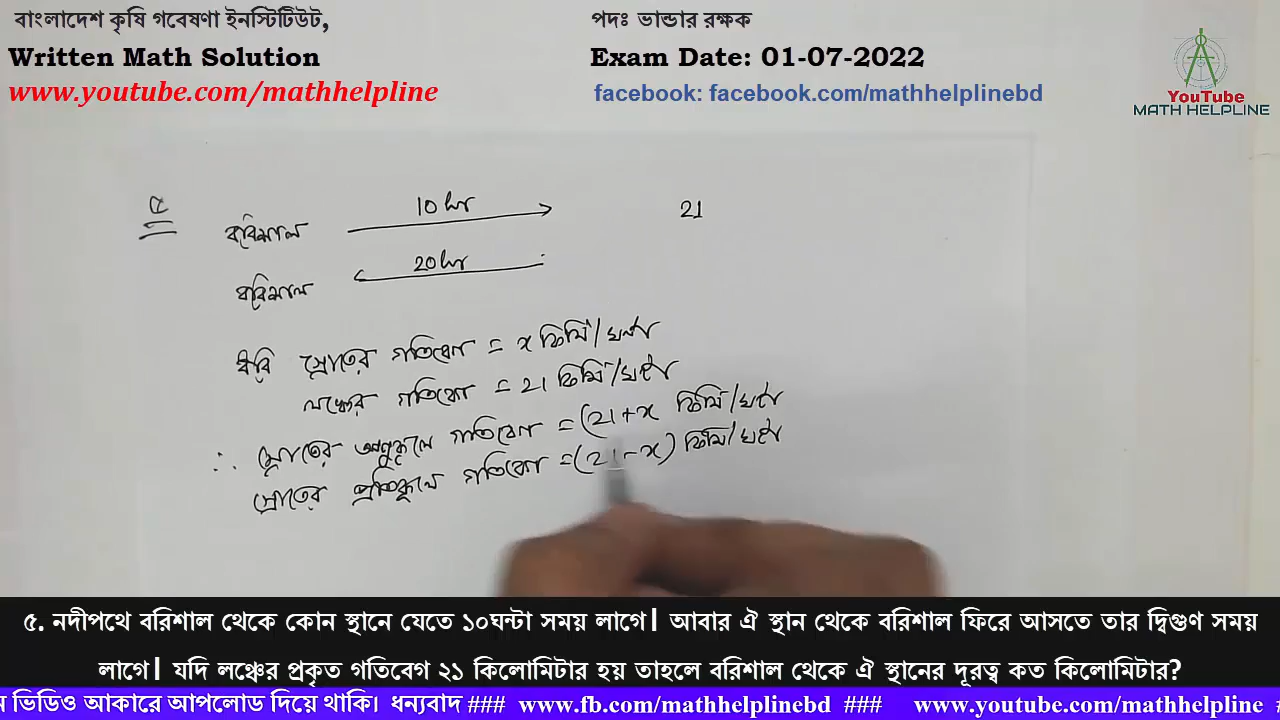 বাংলাদেশ কৃষি গবেষণা ইনস্টিটিউট,
পদঃ ভান্ডার রক্ষক
Written Math Solution
Exam Date: 01-07-2022
www.youtube.com/mathhelpline
facebook: facebook.com/mathhelplinebd
YouTube
MATH HELPLINE
৫
বরিশাল 10 ঘণ্টা 21
বরিশাল 20 ঘণ্টা
ধরি স্রোতের গতিবেগ = x কিমি/ঘন্টা
লঞ্চের গতিবেগ = 21 কিমি/ঘন্টা
∴ স্রোতের অনুকূলে গতিবেগ = (21+x কিমি/ঘন্টা
স্রোতের প্রতিকূলে গতিবেগ = (21-x) কিমি/ঘন্টা
৫. নদীপথে বরিশাল থেকে কোন স্থানে যেতে ১০ঘন্টা সময় লাগে। আবার ঐ স্থান থেকে বরিশাল ফিরে আসতে তার দ্বিগুণ সময়
লাগে। যদি লঞ্চের প্রকৃত গতিবেগ ২১ কিলোমিটার হয় তাহলে বরিশাল থেকে ঐ স্থানের দূরত্ব কত কিলোমিটার?
ভিডিও আকারে আপলোড দিয়ে থাকি। ধন্যবাদ ### www.fb.com/mathhelplinebd ### www.youtube.com/mathhelpline